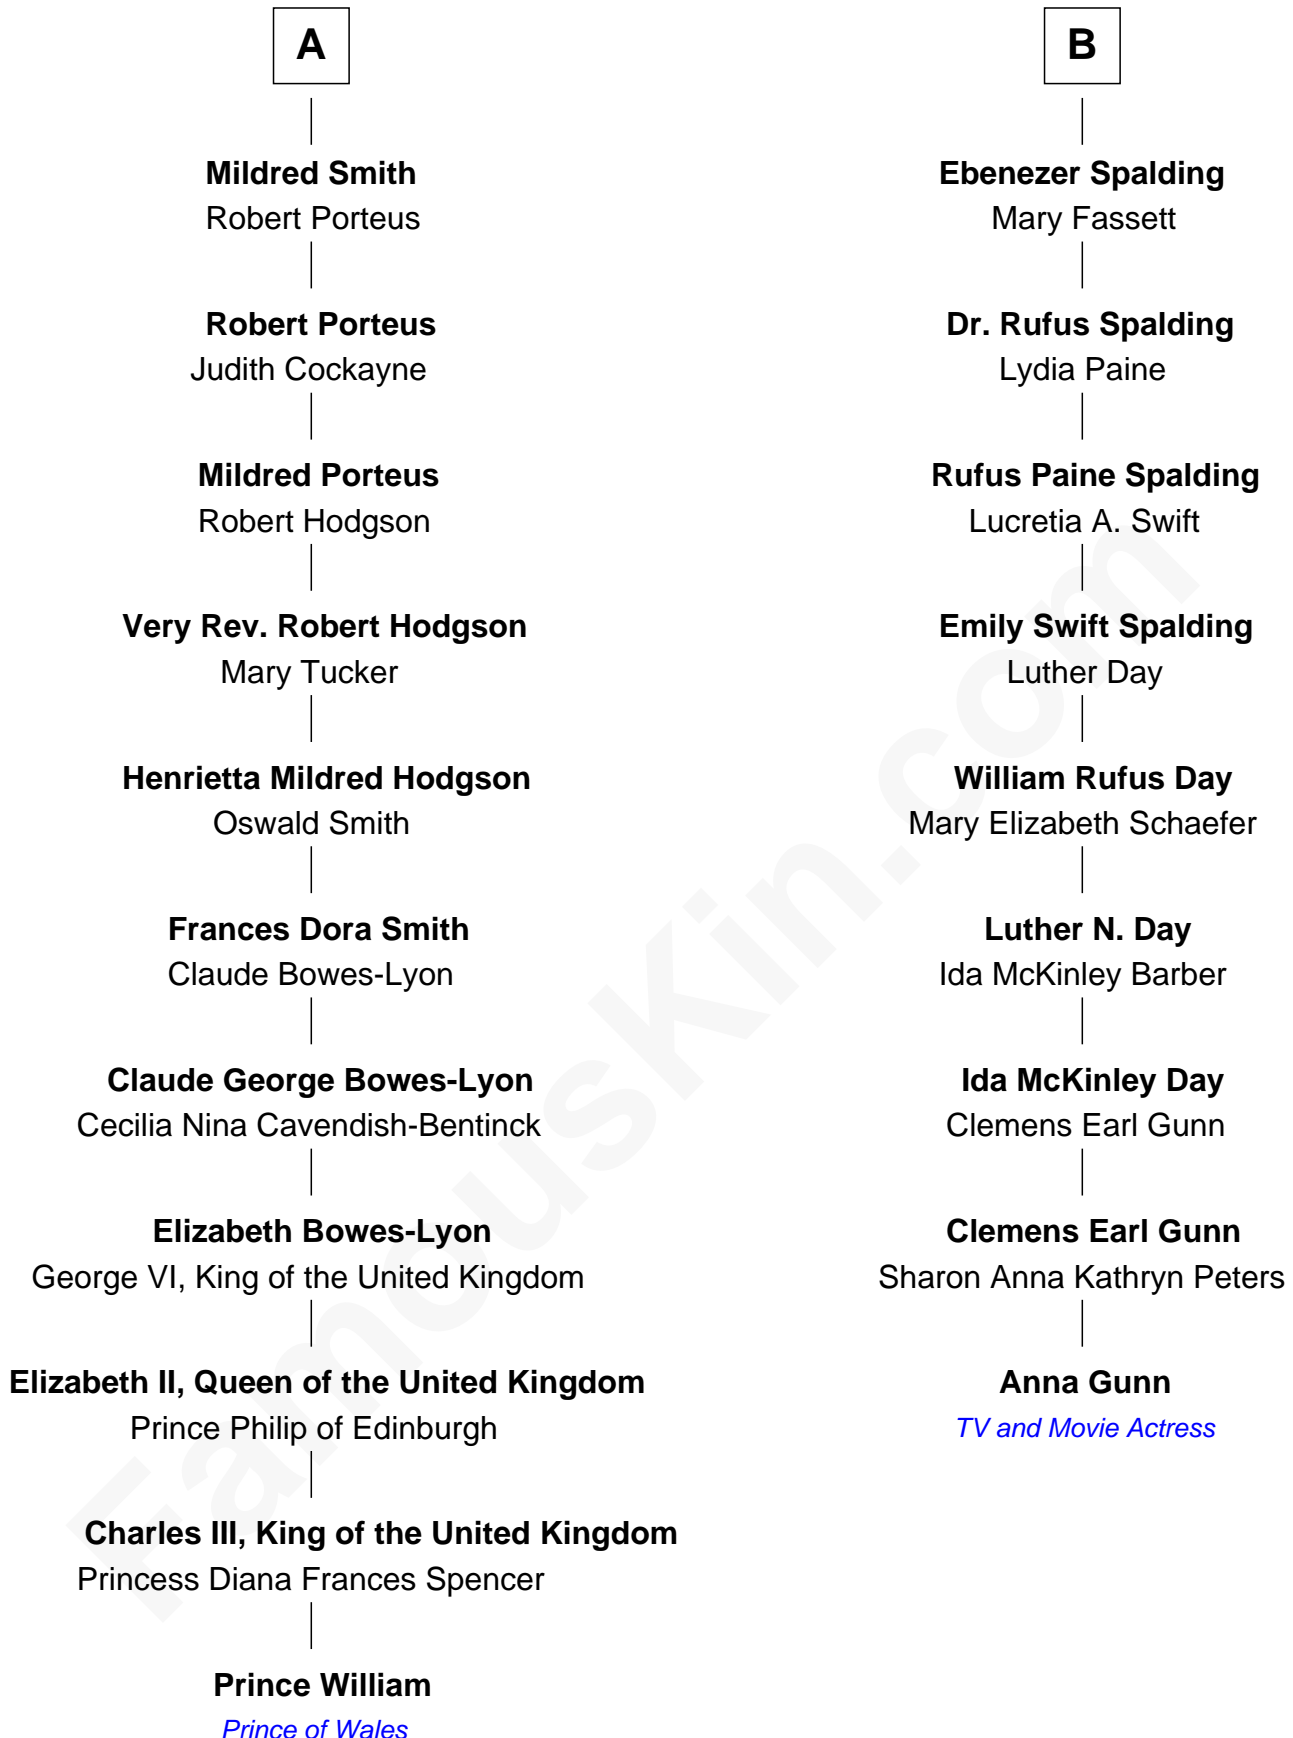 A
Mildred Smith
Robert Porteus
Robert Porteus
Judith Cockayne
Mildred Porteus
Robert Hodgson
Very Rev. Robert Hodgson
Mary Tucker
Henrietta Mildred Hodgson
Oswald Smith
Frances Dora Smith
Claude Bowes-Lyon
Claude George Bowes-Lyon
Cecilia Nina Cavendish-Bentinck
Elizabeth Bowes-Lyon
George VI, King of the United Kingdom
Elizabeth II, Queen of the United Kingdom
Prince Philip of Edinburgh
Charles III, King of the United Kingdom
Princess Diana Frances Spencer
Prince William
Prince of Wales
B
Ebenezer Spalding
Mary Fassett
Dr. Rufus Spalding
Lydia Paine
Rufus Paine Spalding
Lucretia A. Swift
Emily Swift Spalding
Luther Day
William Rufus Day
Mary Elizabeth Schaefer
Luther N. Day
Ida McKinley Barber
Ida McKinley Day
Clemens Earl Gunn
Clemens Earl Gunn
Sharon Anna Kathryn Peters
Anna Gunn
TV and Movie Actress
FamousKin.com